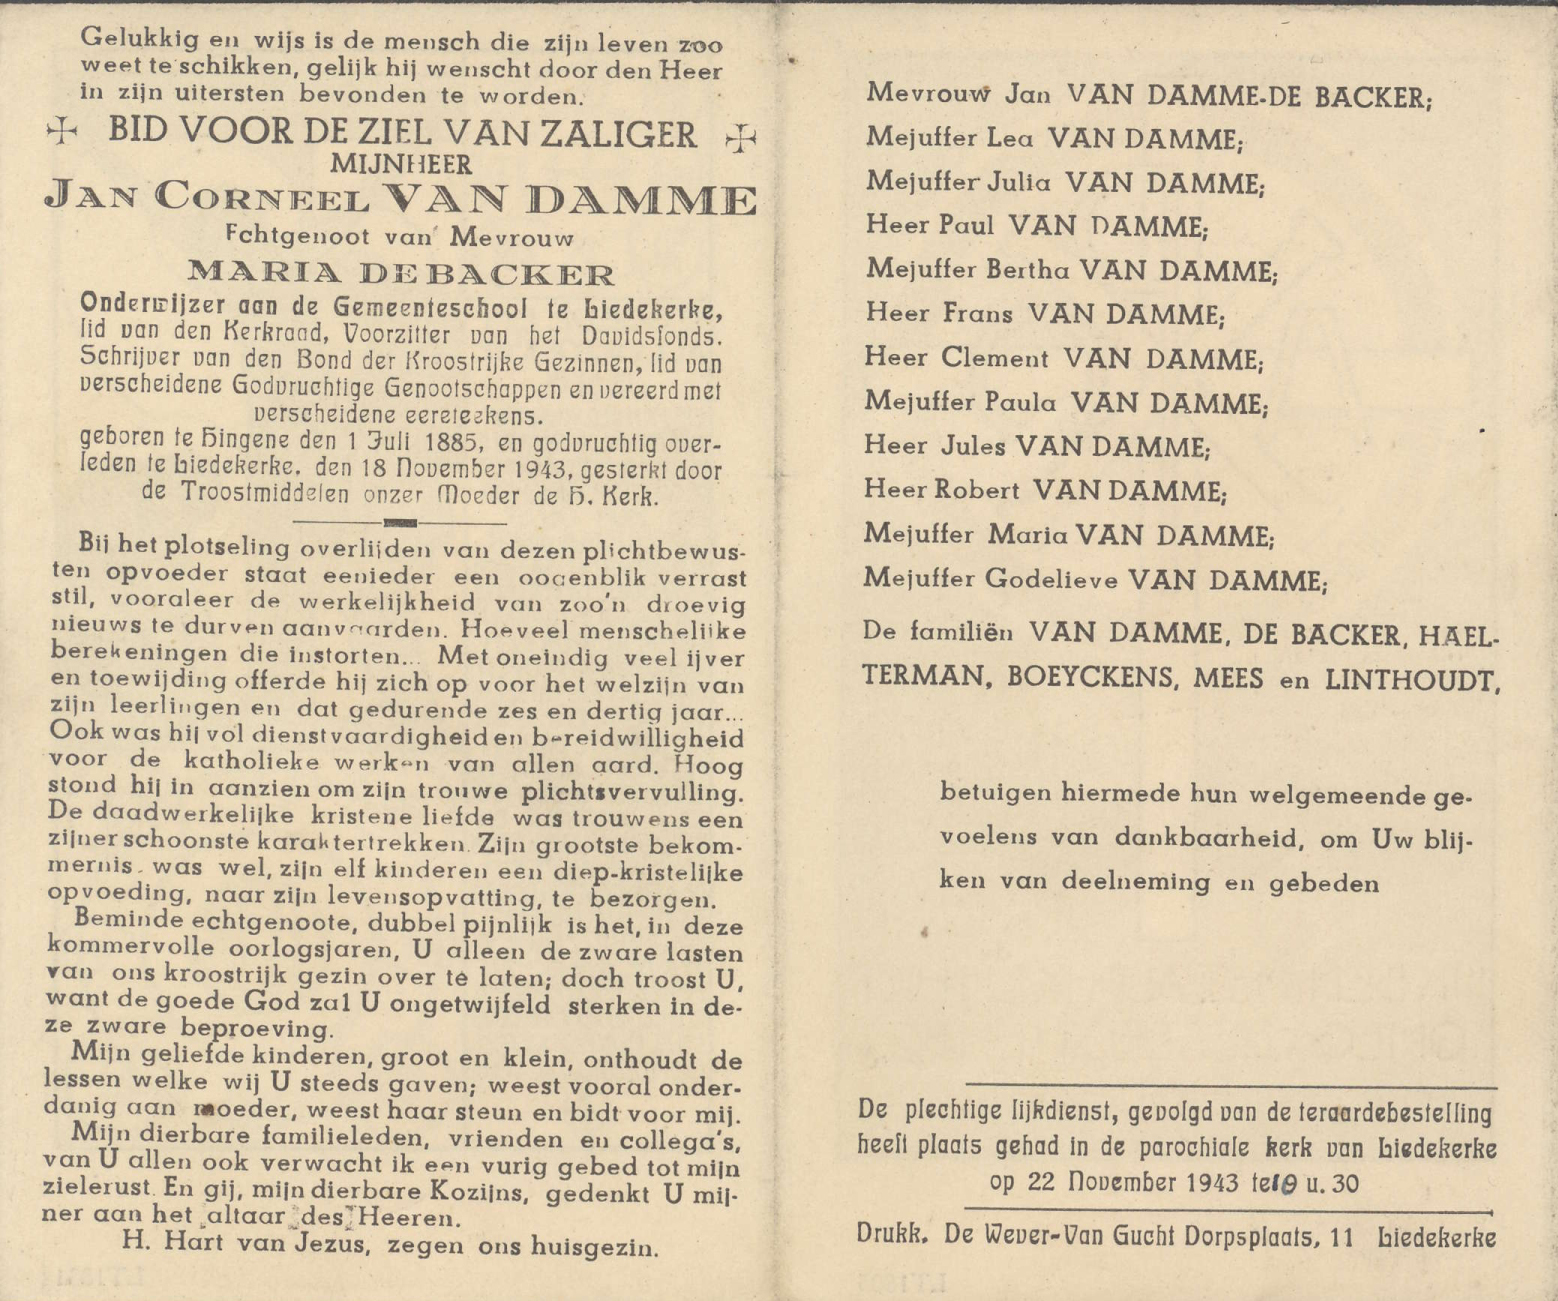 Gelukkig en wijs is de mensch die zijn leven zoo
weet te schikken, gelijk hij wenscht door den Heer
in zijn uitersten bevonden te worden.
BID VOOR DE ZIEL VAN ZALIGER
MIJNHEER
JAN CORNEEL VAN DAMME
Echtgenoot van Mevrouw
MARIA DE BACKER
Onderwijzer aan de Gemeenteschool te Liedekerke,
lid van den Kerkraad, Voorzitter van het Davidsfonds.
Schrijver van den Bond der Kroostrijke Gezinnen, lid van
verscheidene Godvruchtige Genootschappen en vereerd met
verscheidene eereteekens.
geboren te Hingene den 1 Juli 1885, en godvruchtig over-
leden te Liedekerke. den 18 November 1943, gesterkt door
de Troostmiddelen onzer Moeder de H. Kerk.
Bij het plotseling overlijden van dezen plichtbewus-
ten opvoeder staat eenieder een oogenblik verrast
stil, vooraleer de werkelijkheid van zoo'n droevig
nieuws te durven aanvaarden. Hoeveel menschelijke
berekeningen die instorten... Met oneindig veel ijver
en toewijding offerde hij zich op voor het welzijn van
zijn leerlingen en dat gedurende zes en dertig jaar...
Ook was hij vol dienstvaardigheid en bereidwilligheid
voor de katholieke werken van allen aard. Hoog
stond hij in aanzien om zijn trouwe plichtsvervulling.
De daadwerkelijke kristene liefde was trouwens een
zijner schoonste karaktertrekken. Zijn grootste bekom-
mernis. was wel, zijn elf kinderen een diep-kristelijke
opvoeding, naar zijn levensopvatting, te bezorgen.
Beminde echtgenoote, dubbel pijnlijk is het, in deze
kommervolle oorlogsjaren, U alleen de zware lasten
van ons kroostrijk gezin over te laten; doch troost U,
want de goede God zal U ongetwijfeld sterken in de-
ze zware beproeving.
Mijn geliefde kinderen, groot en klein, onthoudt de
lessen welke wij U steeds gaven; weest vooral onder-
danig aan moeder, weest haar steun en bidt voor mij.
Mijn dierbare familieleden, vrienden en collega's,
van U allen ook verwacht ik een vurig gebed tot mijn
zielerust. En gij, mijn dierbare Kozijns, gedenkt U mij-
ner aan het altaar des Heeren.
H. Hart van Jezus, zegen ons huisgezin.
Mevrouw Jan VAN DAMME-DE BACKER;
Mejuffer Lea VAN DAMME;
Mejuffer Julia VAN DAMME;
Heer Paul VAN DAMME;
Mejuffer Bertha VAN DAMME;
Heer Frans VAN DAMME;
Heer Clement VAN DAMME;
Mejuffer Paula VAN DAMME;
Heer Jules VAN DAMME;
Heer Robert VAN DAMME;
Mejuffer Maria VAN DAMME;
Mejuffer Godelieve VAN DAMME;
De familiën VAN DAMME, DE BACKER, HAEL-
TERMAN, BOEYCKENS, MEES en LINTHOUDT,
betuigen hiermede hun welgemeende ge-
voelens van dankbaarheid, om Uw blij-
ken van deelneming en gebeden
De plechtige lijkdienst, gevolgd van de teraardebestelling
heeft plaats gehad in de parochiale kerk van Liedekerke
op 22 November 1943 te u. 30
Drukk. De Wever-Van Gucht Dorpsplaats, 11 Liedekerke